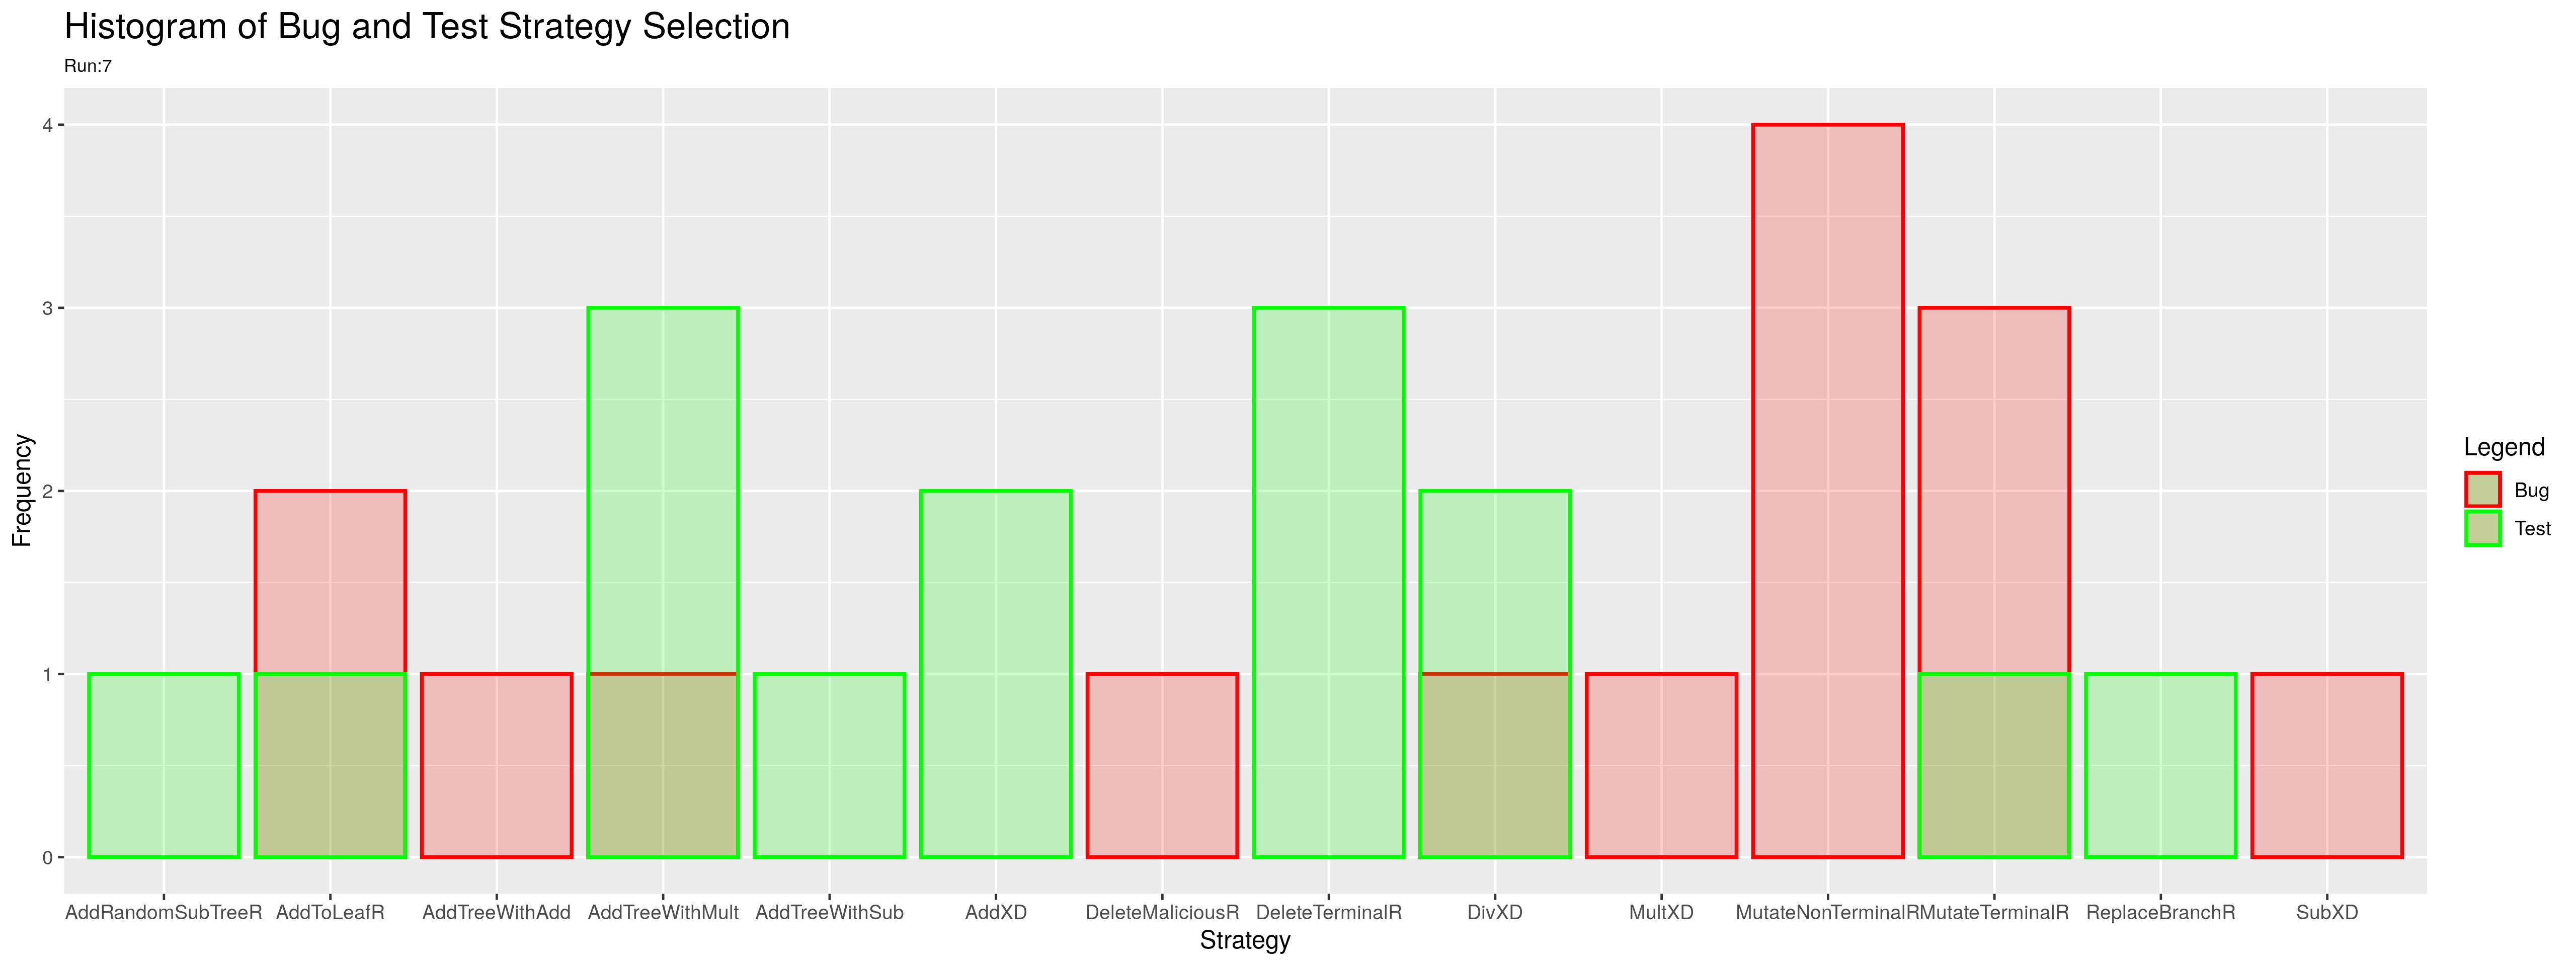 Histogram of Bug and Test Strategy Selection
Run:7
Frequency
4
3
2
1
0
AddRandomSubTreeR AddToLeafR AddTreeWithAdd AddTreeWithMult AddTreeWithSub AddXD DeleteMaliciousR DeleteTerminalR DivXD MultXD MutateNonTerminalR MutateTerminalR ReplaceBranchR SubXD
Strategy
Legend
Bug
Test